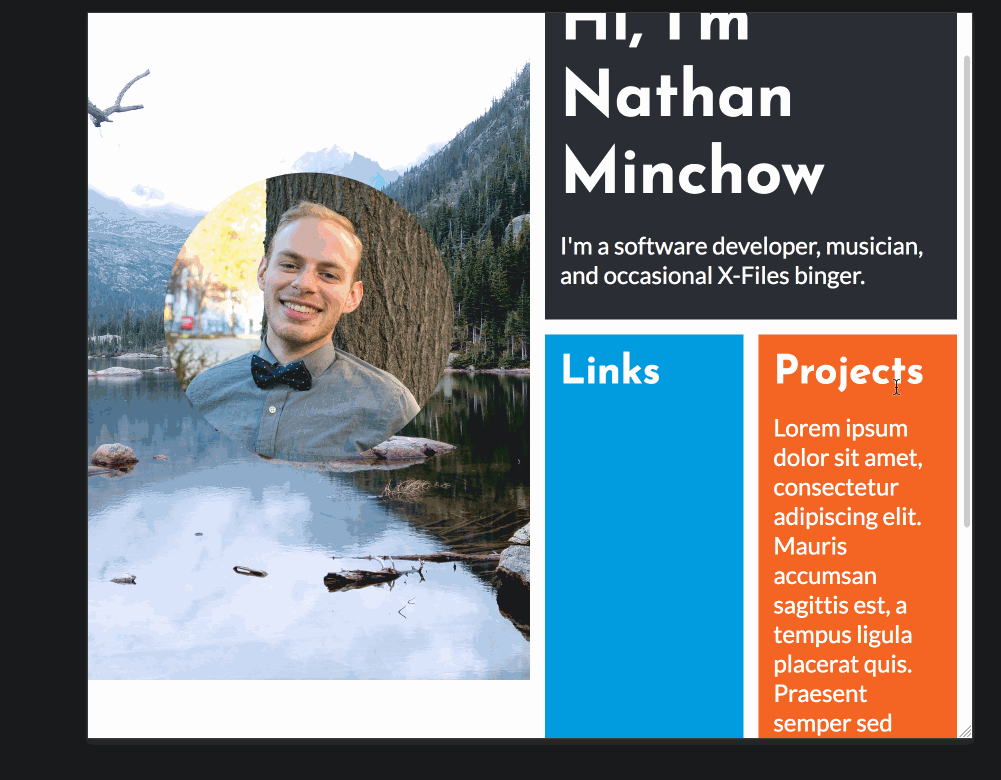 Hi, I'm
Nathan
Minchow
I'm a software developer, musician,
and occasional X-Files binger.
Links
Projects
Lorem ipsum
dolor sit amet,
consectetur
adipiscing elit.
Mauris
accumsan
sagittis est, a
tempus ligula
placerat quis.
Praesent
semper sed